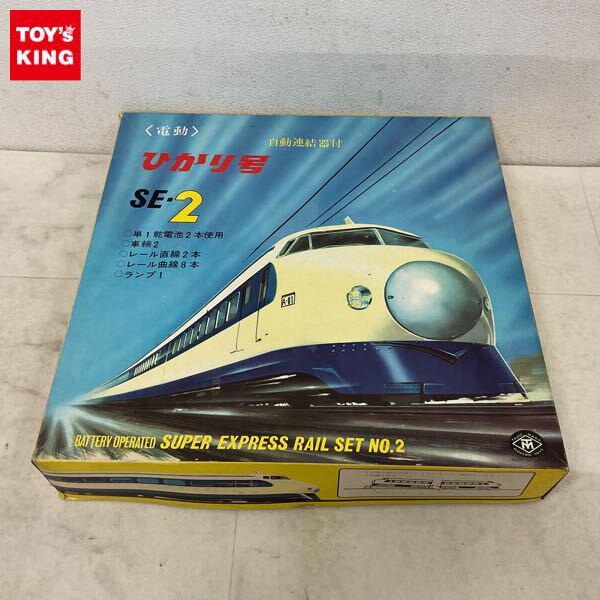 TOY's
KING
〈電動〉
自動連結器付
ひかり号
SE-2
○単1乾電池2本使用
○車輛2
○レール直線2本
○レール曲線8本
○ランプ1
A-11
BATTERY OPERATED SUPER EXPRESS RAIL SET NO.2
M